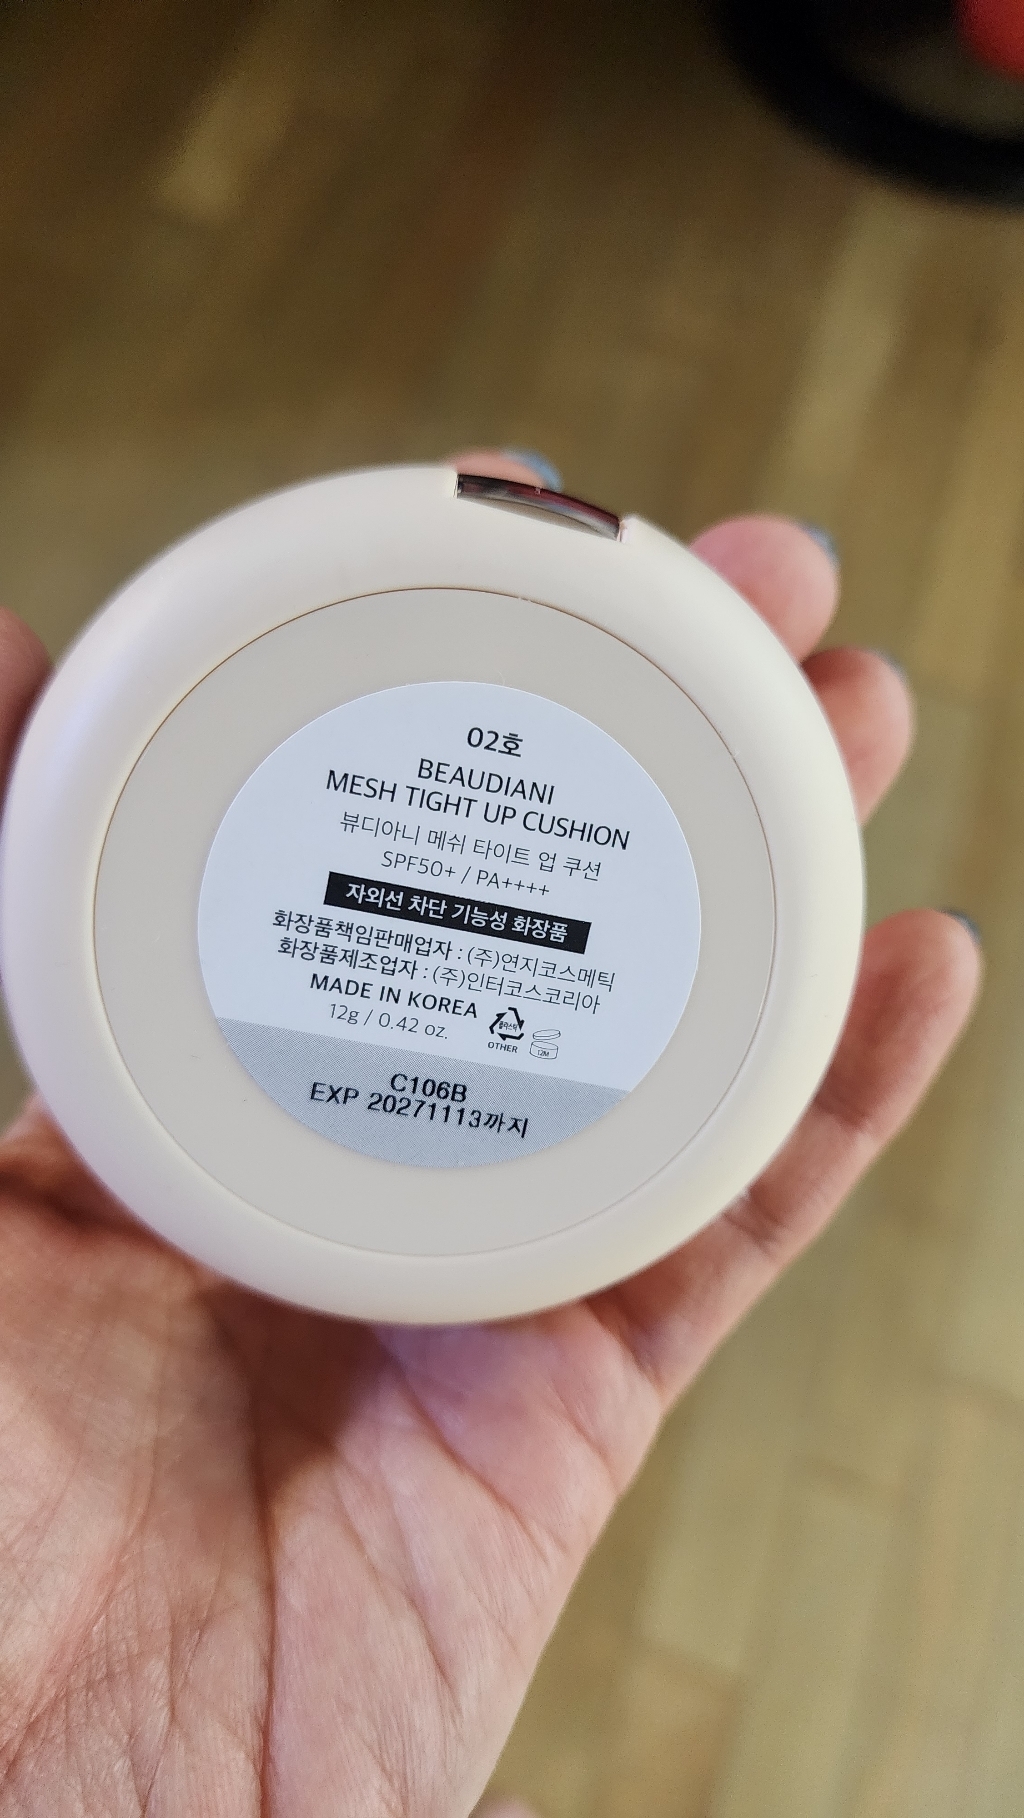 02호
BEAUDIANI
MESH TIGHT UP CUSHION
뷰디아니 메쉬 타이트 업 쿠션
SPF50+ / PA++++
자외선 차단 기능성 화장품
화장품책임판매업자 : (주)연지코스메틱
화장품제조업자 : (주)인터코스코리아
MADE IN KOREA
12g / 0.42 oz.
플라스틱
OTHER
12M
C106B
EXP 20271113까지